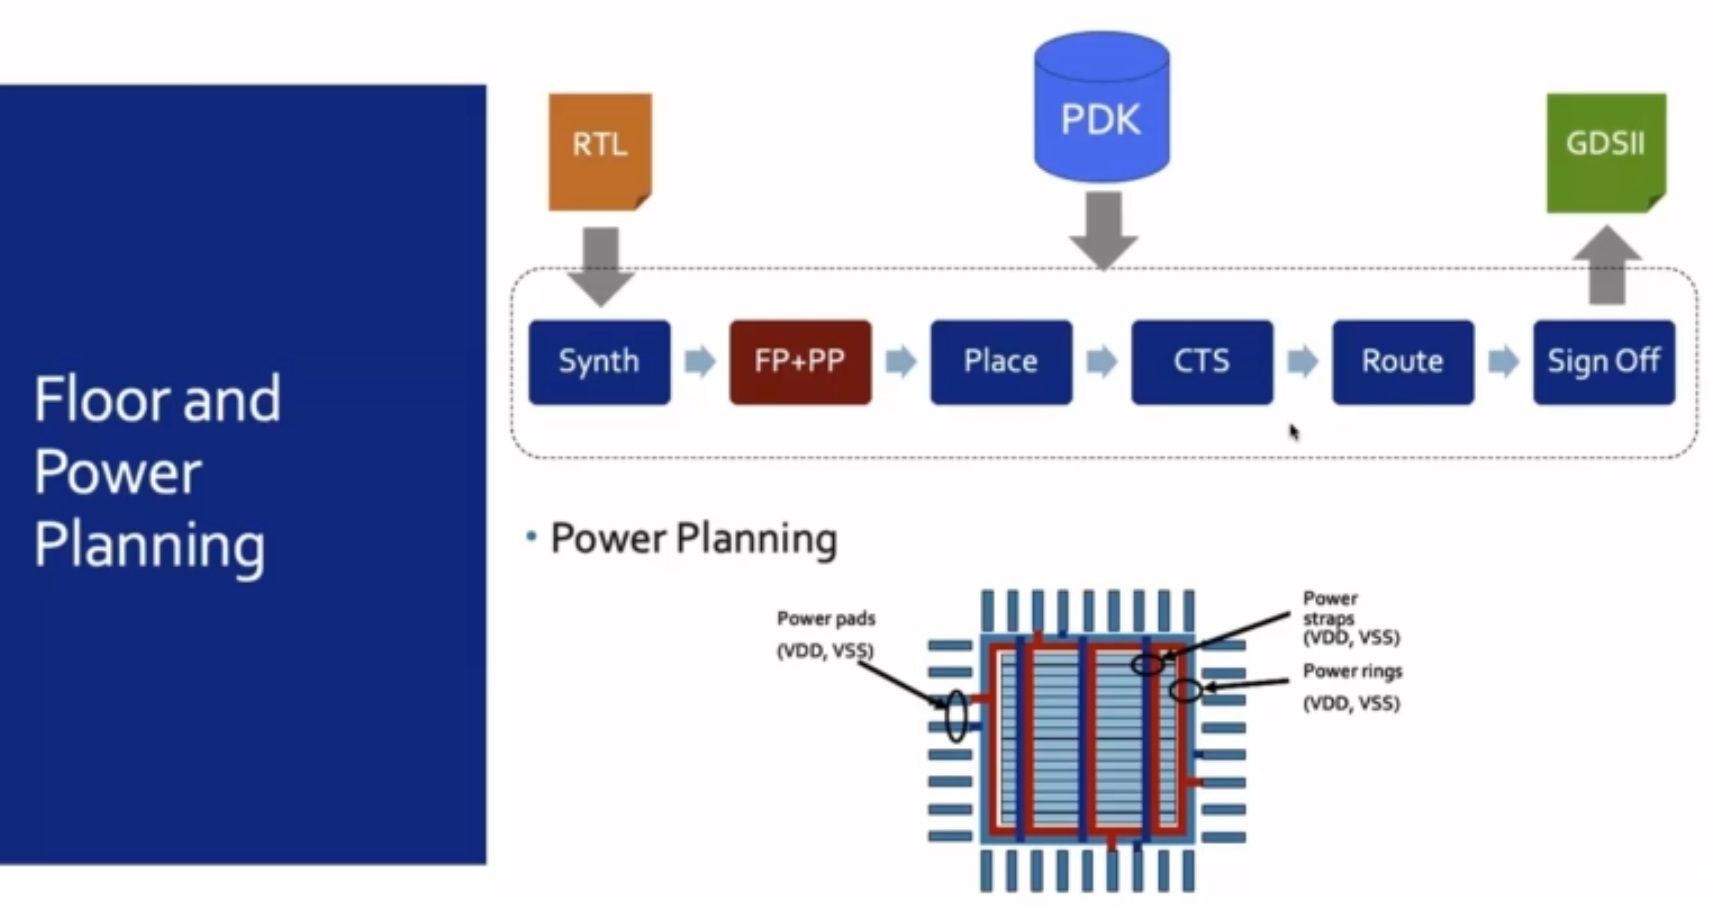 Floor and
Power
Planning
RTL
PDK
GDSII
Synth
FP+PP
Place
CTS
Route
Sign Off
• Power Planning
Power pads
(VDD, VSS)
Power
straps
(VDD, VSS)
Power rings
(VDD, VSS)